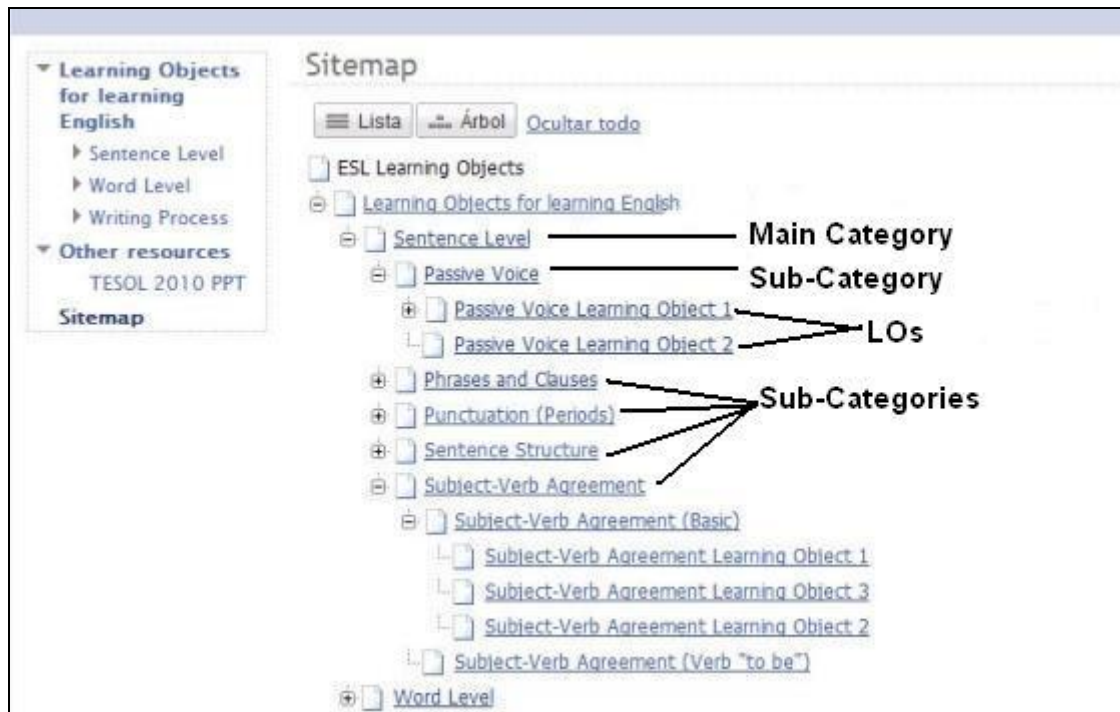 Learning Objects
for learning
English
Sentence Level
Word Level
Writing Process
Other resources
TESOL 2010 PPT
Sitemap
Sitemap
Lista
Árbol
Ocultar todo
ESL Learning Objects
Learning Objects for learning English
Sentence Level
Main Category
Passive Voice
Sub-Category
Passive Voice Learning Object 1
Passive Voice Learning Object 2
LOs
Phrases and Clauses
Punctuation (Periods)
Sentence Structure
Subject-Verb Agreement
Sub-Categories
Subject-Verb Agreement (Basic)
Subject-Verb Agreement Learning Object 1
Subject-Verb Agreement Learning Object 3
Subject-Verb Agreement Learning Object 2
Subject-Verb Agreement (Verb "to be")
Word Level